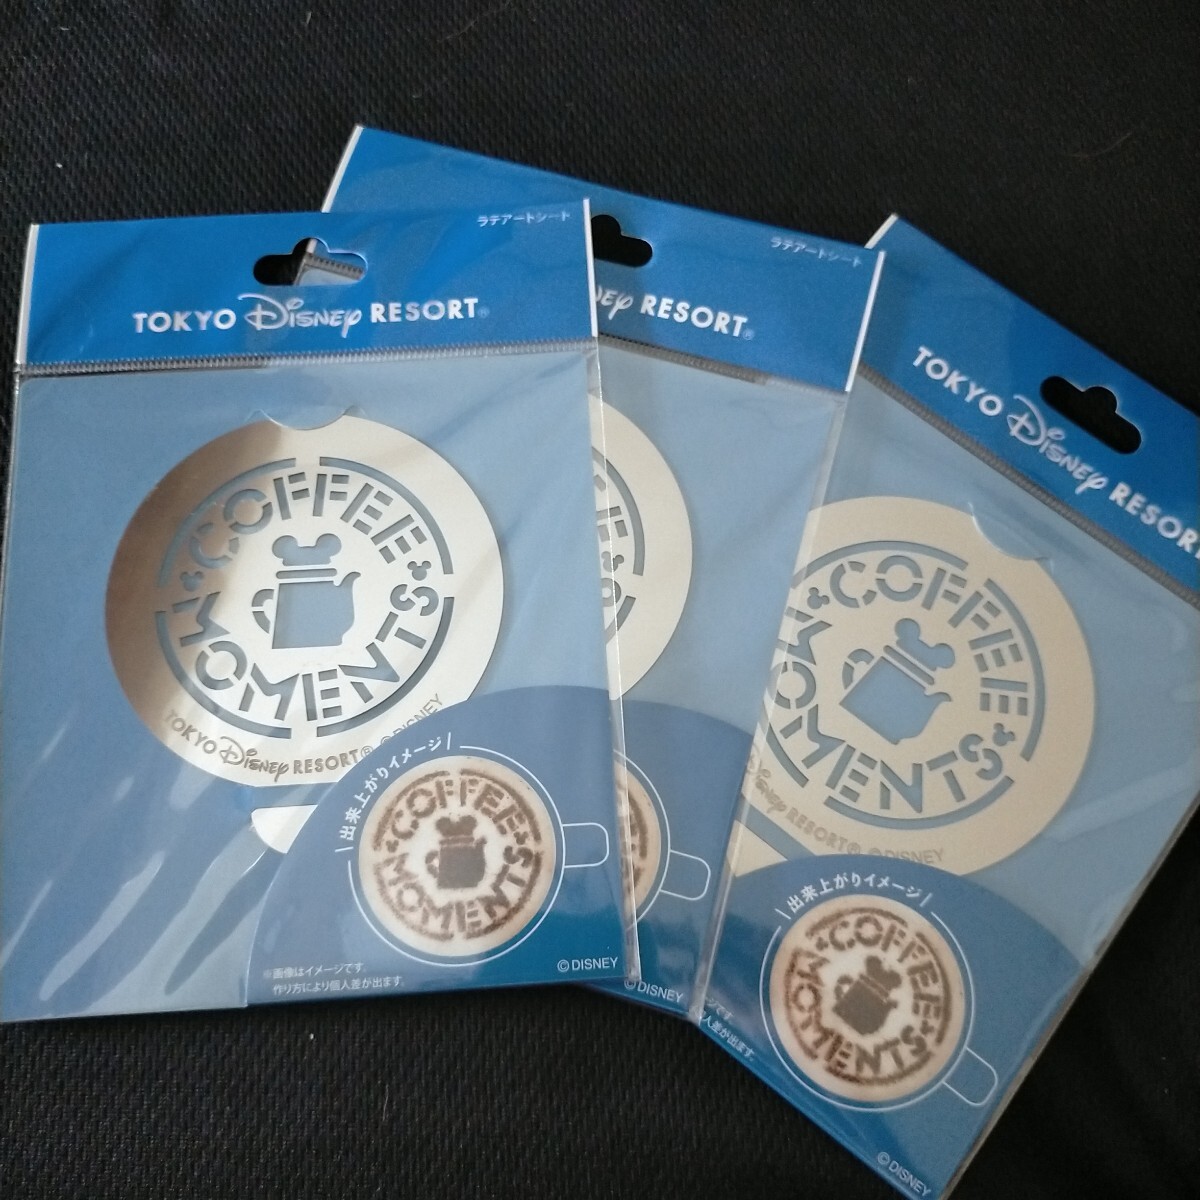 ラテアートシート
TOKYO Disney RESORT®
COFFEE
MOMENTS
TOKYO Disney RESORT® ©DISNEY
\出来上がりイメージ/
COFFEE
MOMENTS
※画像はイメージです。
作り方により個人差が出ます。
©DISNEY
ラテアートシート
RESORT®
©DISNEY
TOKYO Disney RESORT
COFFEE
MOMENTS
Disney RESORT® ©DISNEY
\出来上がりイメージ/
COFFEE
MOMENTS
©DISNEY